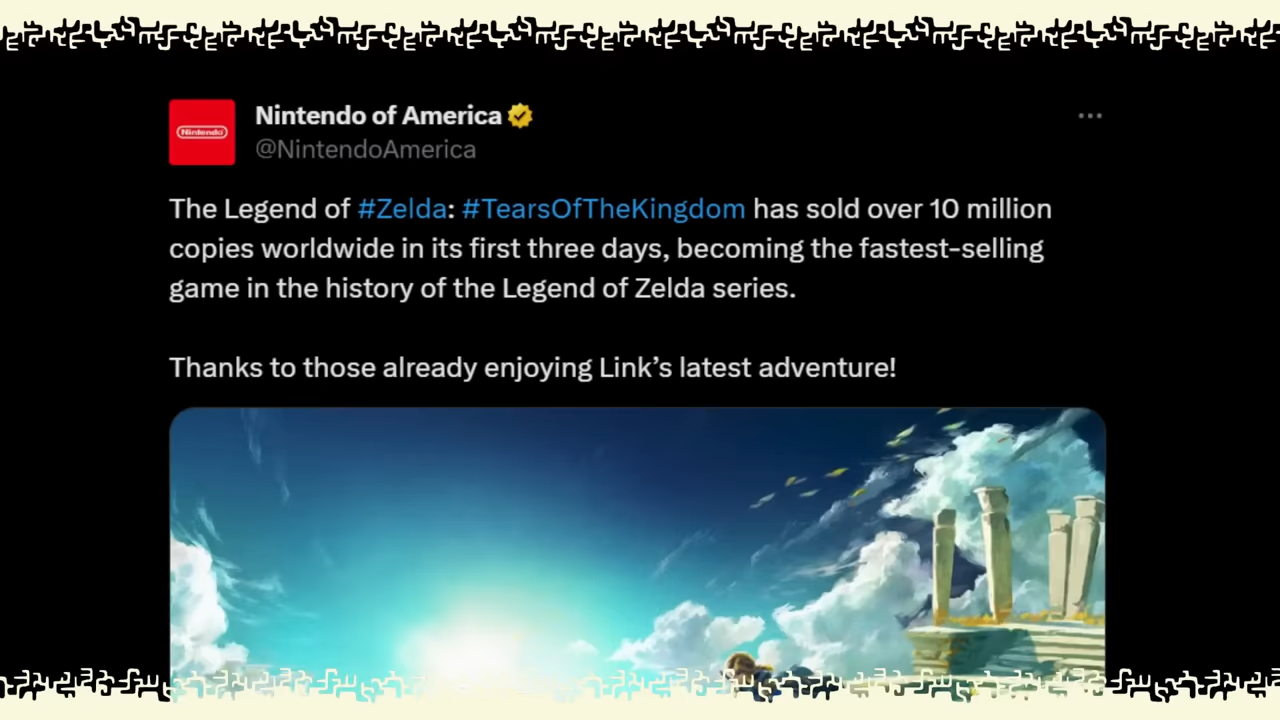 Nintendo
Nintendo of America
@NintendoAmerica
The Legend of #Zelda: #TearsOfTheKingdom has sold over 10 million
copies worldwide in its first three days, becoming the fastest-selling
game in the history of the Legend of Zelda series.
Thanks to those already enjoying Link’s latest adventure!